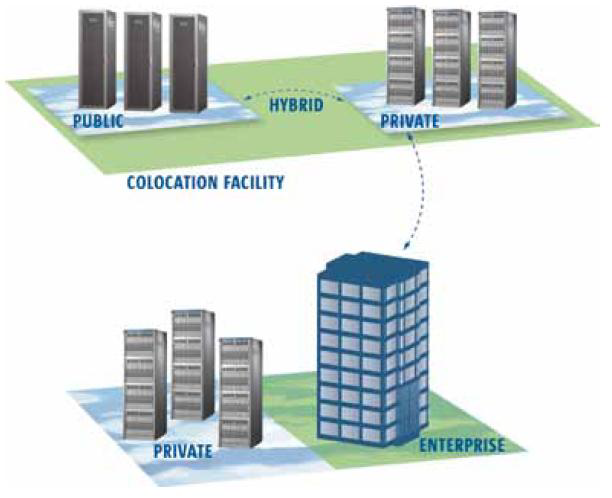 PUBLIC
HYBRID
PRIVATE
COLOCATION FACILITY
PRIVATE
ENTERPRISE